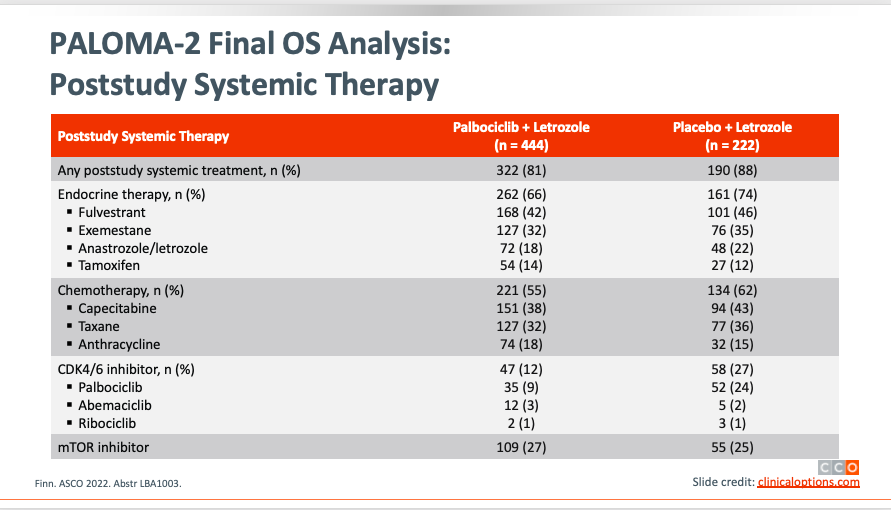 PALOMA-2 Final OS Analysis:
Poststudy Systemic Therapy
Poststudy Systemic Therapy Palbociclib + Letrozole (n = 444) Placebo + Letrozole (n = 222)
Any poststudy systemic treatment, n (%) 322 (81) 190 (88)
Endocrine therapy, n (%) 262 (66) 161 (74)
▪ Fulvestrant 168 (42) 101 (46)
▪ Exemestane 127 (32) 76 (35)
▪ Anastrozole/letrozole 72 (18) 48 (22)
▪ Tamoxifen 54 (14) 27 (12)
Chemotherapy, n (%) 221 (55) 134 (62)
▪ Capecitabine 151 (38) 94 (43)
▪ Taxane 127 (32) 77 (36)
▪ Anthracycline 74 (18) 32 (15)
CDK4/6 inhibitor, n (%) 47 (12) 58 (27)
▪ Palbociclib 35 (9) 52 (24)
▪ Abemaciclib 12 (3) 5 (2)
▪ Ribociclib 2 (1) 3 (1)
mTOR inhibitor 109 (27) 55 (25)
CCO
Finn. ASCO 2022. Abstr LBA1003. Slide credit: clinicaloptions.com